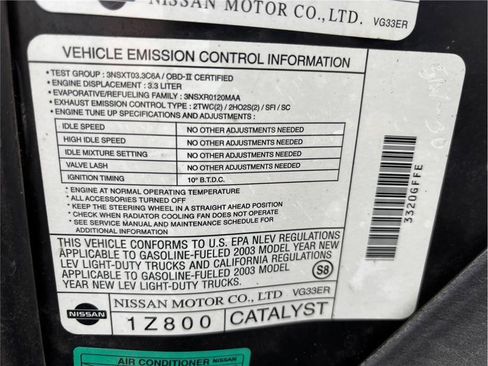 NISSAN MOTOR CO., LTD. VG33ER
VEHICLE EMISSION CONTROL INFORMATION
• TEST GROUP : 3NSXT03.3C6A / OBD-II CERTIFIED
• ENGINE DISPLACEMENT : 3.3 LITER
• EVAPORATIVE/REFUELING FAMILY : 3NSXR0120MAA
• EXHAUST EMISSION CONTROL TYPE : 2TWC(2) / 2HO2S(2) / SFI / SC
• ENGINE TUNE UP SPECIFICATIONS AND ADJUSTMENTS :
IDLE SPEED NO OTHER ADJUSTMENTS NEEDED
HIGH IDLE SPEED NO OTHER ADJUSTMENTS NEEDED
IDLE MIXTURE SETTING NO OTHER ADJUSTMENTS NEEDED
VALVE LASH NO OTHER ADJUSTMENTS NEEDED
IGNITION TIMING 10° B.T.D.C.
* ENGINE AT NORMAL OPERATING TEMPERATURE
* ALL ACCESSORIES TURNED OFF
* KEEP THE STEERING WHEEL IN A STRAIGHT AHEAD POSITION
* CHECK WHEN RADIATOR COOLING FAN DOES NOT OPERATE
* SEE SERVICE MANUAL AND MAINTENANCE SCHEDULE FOR
ADDITIONAL INFORMATION
THIS VEHICLE CONFORMS TO U.S. EPA NLEV REGULATIONS
APPLICABLE TO GASOLINE-FUELED 2003 MODEL YEAR NEW
LEV LIGHT-DUTY TRUCKS AND CALIFORNIA REGULATIONS
APPLICABLE TO GASOLINE-FUELED 2003 MODEL
YEAR NEW LEV LIGHT-DUTY TRUCKS. S8
NISSAN NISSAN MOTOR CO., LTD VG33ER
1Z800 CATALYST
AIR CONDITIONER NISSAN
3320GFFE